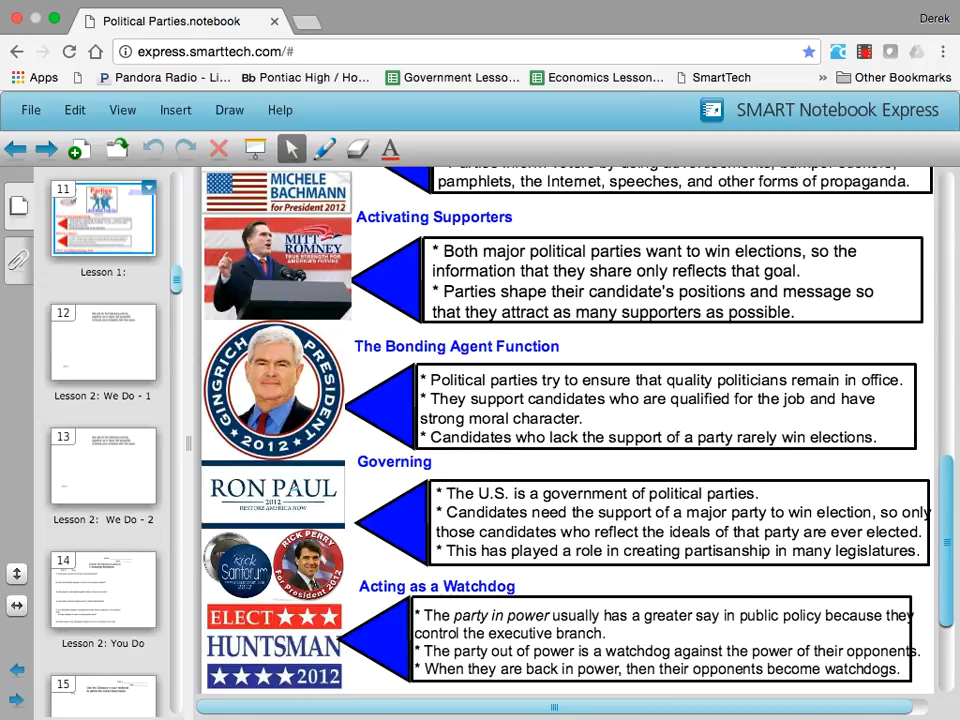 Political Parties.notebook
Derek
express.smarttech.com/#
Apps
Pandora Radio - Li...
Bb Pontiac High / Ho...
Government Lesso...
Economics Lesson...
SmartTech
»
Other Bookmarks
File Edit View Insert Draw Help
SMART Notebook Express
11
Parties
Lesson 1:
12
Lesson 2: We Do - 1
13
Lesson 2: We Do - 2
14
Lesson 2: You Do
15
pamphlets, the Internet, speeches, and other forms of propaganda.
MICHELE
BACHMANN
for President 2012
Activating Supporters
MITT
ROMNEY
TRUE STRENGTH FOR
AMERICA'S FUTURE
* Both major political parties want to win elections, so the
information that they share only reflects that goal.
* Parties shape their candidate's positions and message so
that they attract as many supporters as possible.
The Bonding Agent Function
GINGRICH PRESIDENT
2012
* Political parties try to ensure that quality politicians remain in office.
* They support candidates who are qualified for the job and have
strong moral character.
* Candidates who lack the support of a party rarely win elections.
Governing
RON PAUL
2012
RESTORE AMERICA NOW
* The U.S. is a government of political parties.
* Candidates need the support of a major party to win election, so only
those candidates who reflect the ideals of that party are ever elected.
* This has played a role in creating partisanship in many legislatures.
Rick
Santorum
2012
RICK PERRY
For President 2012
Acting as a Watchdog
ELECT
HUNTSMAN
2012
* The party in power usually has a greater say in public policy because they
control the executive branch.
* The party out of power is a watchdog against the power of their opponents.
* When they are back in power, then their opponents become watchdogs.